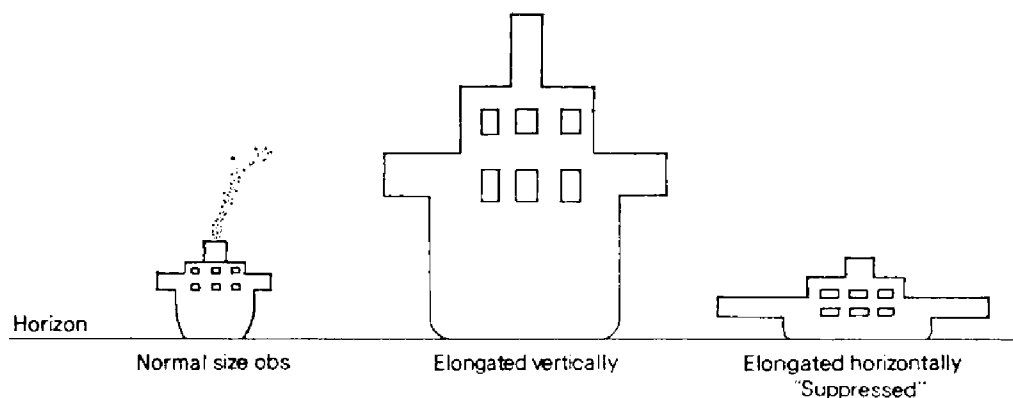 Horizon
Normal size obs
Elongated vertically
Elongated horizontally
"Suppressed"